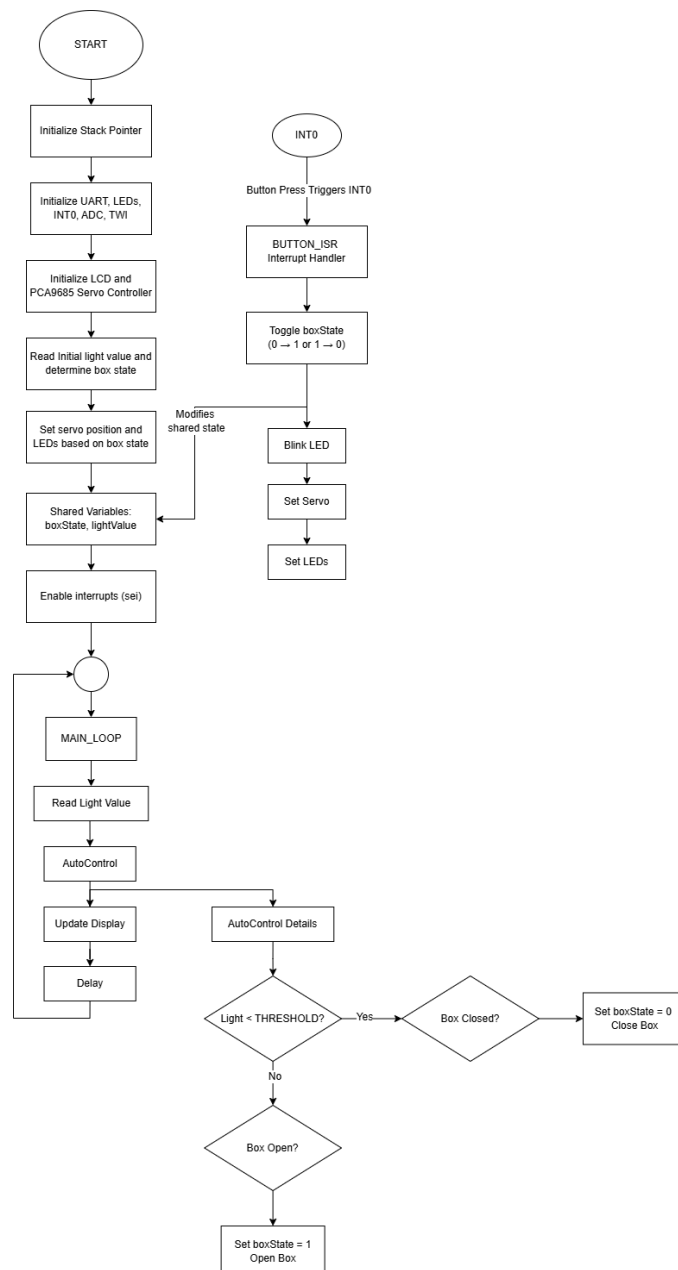 START
Initialize Stack Pointer
Initialize UART, LEDs,
INT0, ADC, TWI
Initialize LCD and
PCA9685 Servo Controller
Read Initial light value and
determine box state
Set servo position and
LEDs based on box state
Shared Variables:
boxState, lightValue
Enable interrupts (sei)
INT0
Button Press Triggers INT0
BUTTON_ISR
Interrupt Handler
Toggle boxState
(0 → 1 or 1 → 0)
Modifies
shared state
Blink LED
Set Servo
Set LEDs
MAIN_LOOP
Read Light Value
AutoControl
Update Display
Delay
AutoControl Details
Light < THRESHOLD?
Yes
Box Closed?
Set boxState = 0
Close Box
No
Box Open?
Set boxState = 1
Open Box